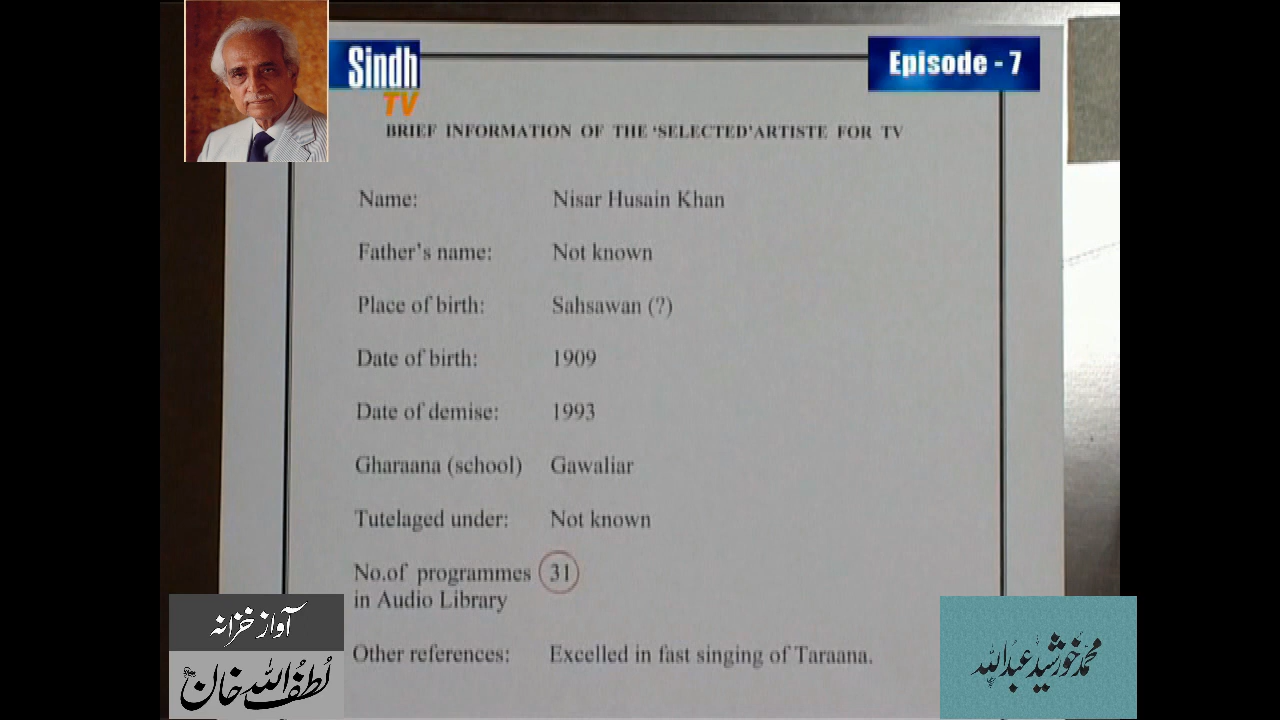 Sindh
TV
Episode - 7
BRIEF INFORMATION OF THE ‘SELECTED’ARTISTE FOR TV
Name: Nisar Husain Khan
Father’s name: Not known
Place of birth: Sahsawan (?)
Date of birth: 1909
Date of demise: 1993
Gharaana (school) Gawaliar
Tutelaged under: Not known
No.of programmes 31
in Audio Library
Other references: Excelled in fast singing of Taraana.
آواز خزانہ
لُطفُ اللہ خان
محمد خورشید عبداللہ